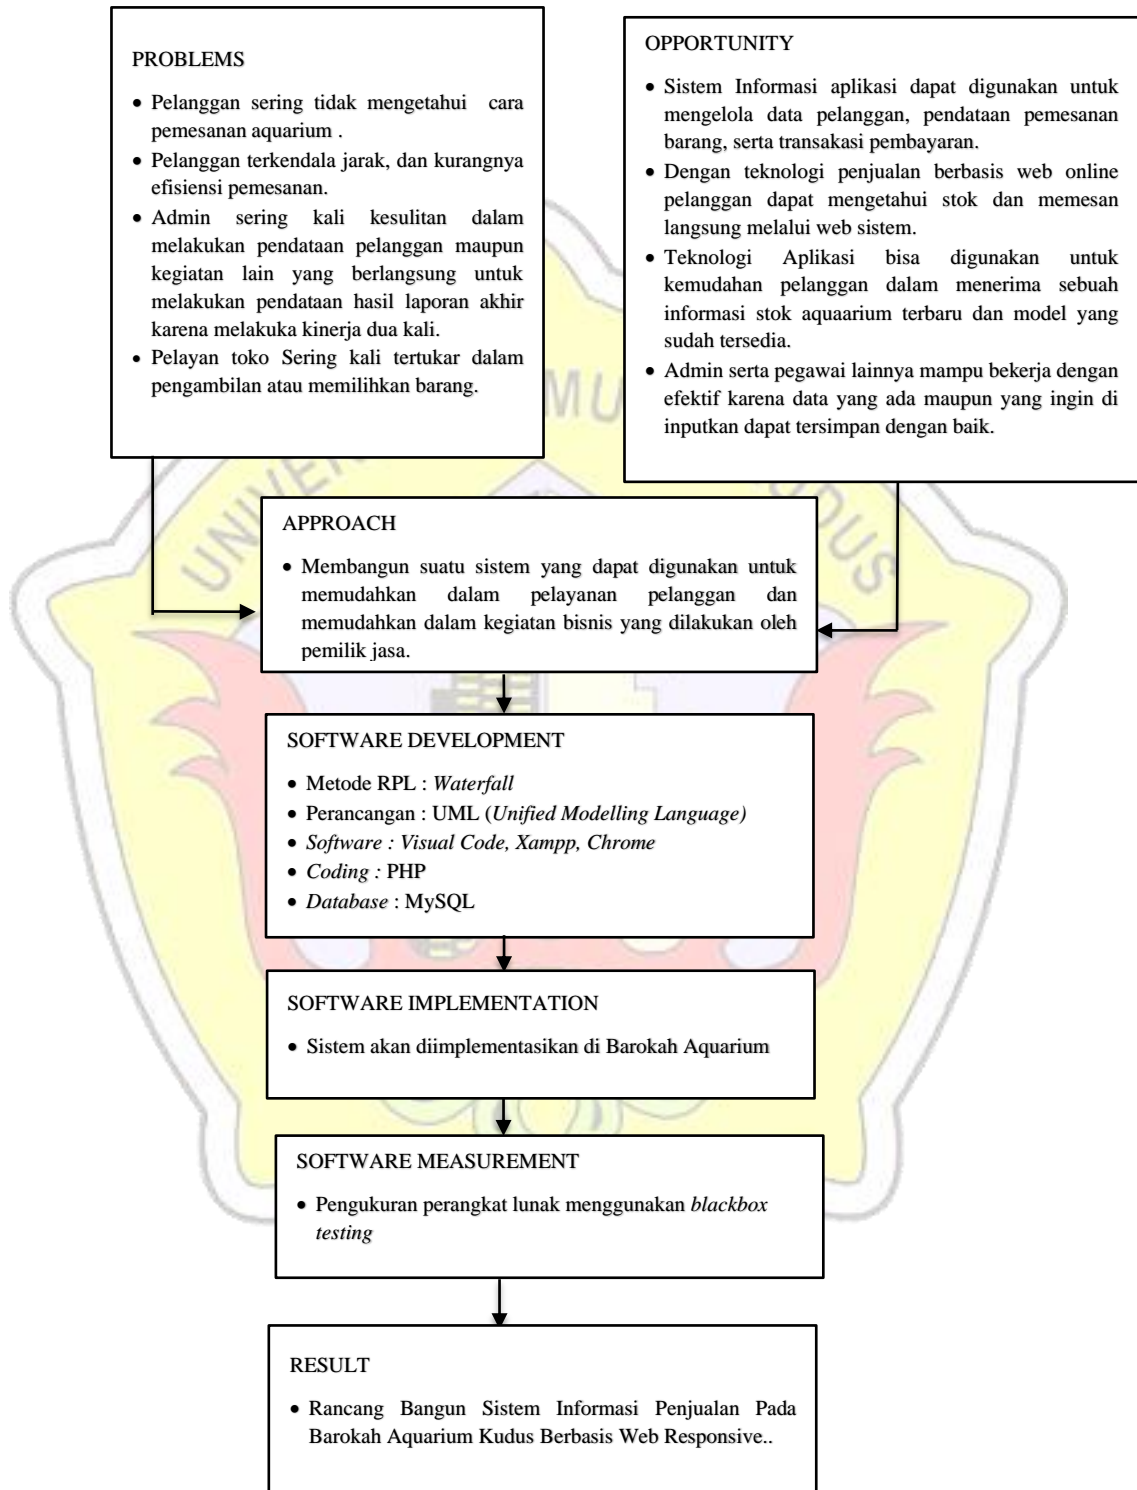 PROBLEMS
• Pelanggan sering tidak mengetahui cara
pemesanan aquarium .
• Pelanggan terkendala jarak, dan kurangnya
efisiensi pemesanan.
• Admin sering kali kesulitan dalam
melakukan pendataan pelanggan maupun
kegiatan lain yang berlangsung untuk
melakukan pendataan hasil laporan akhir
karena melakuka kinerja dua kali.
• Pelayan toko Sering kali tertukar dalam
pengambilan atau memilihkan barang.
OPPORTUNITY
• Sistem Informasi aplikasi dapat digunakan untuk
mengelola data pelanggan, pendataan pemesanan
barang, serta transakasi pembayaran.
• Dengan teknologi penjualan berbasis web online
pelanggan dapat mengetahui stok dan memesan
langsung melalui web sistem.
• Teknologi Aplikasi bisa digunakan untuk
kemudahan pelanggan dalam menerima sebuah
informasi stok aquaarium terbaru dan model yang
sudah tersedia.
• Admin serta pegawai lainnya mampu bekerja dengan
efektif karena data yang ada maupun yang ingin di
inputkan dapat tersimpan dengan baik.
APPROACH
• Membangun suatu sistem yang dapat digunakan untuk
memudahkan dalam pelayanan pelanggan dan
memudahkan dalam kegiatan bisnis yang dilakukan oleh
pemilik jasa.
SOFTWARE DEVELOPMENT
• Metode RPL : Waterfall
• Perancangan : UML (Unified Modelling Language)
• Software : Visual Code, Xampp, Chrome
• Coding : PHP
• Database : MySQL
SOFTWARE IMPLEMENTATION
• Sistem akan diimplementasikan di Barokah Aquarium
SOFTWARE MEASUREMENT
• Pengukuran perangkat lunak menggunakan blackbox
testing
RESULT
• Rancang Bangun Sistem Informasi Penjualan Pada
Barokah Aquarium Kudus Berbasis Web Responsive..